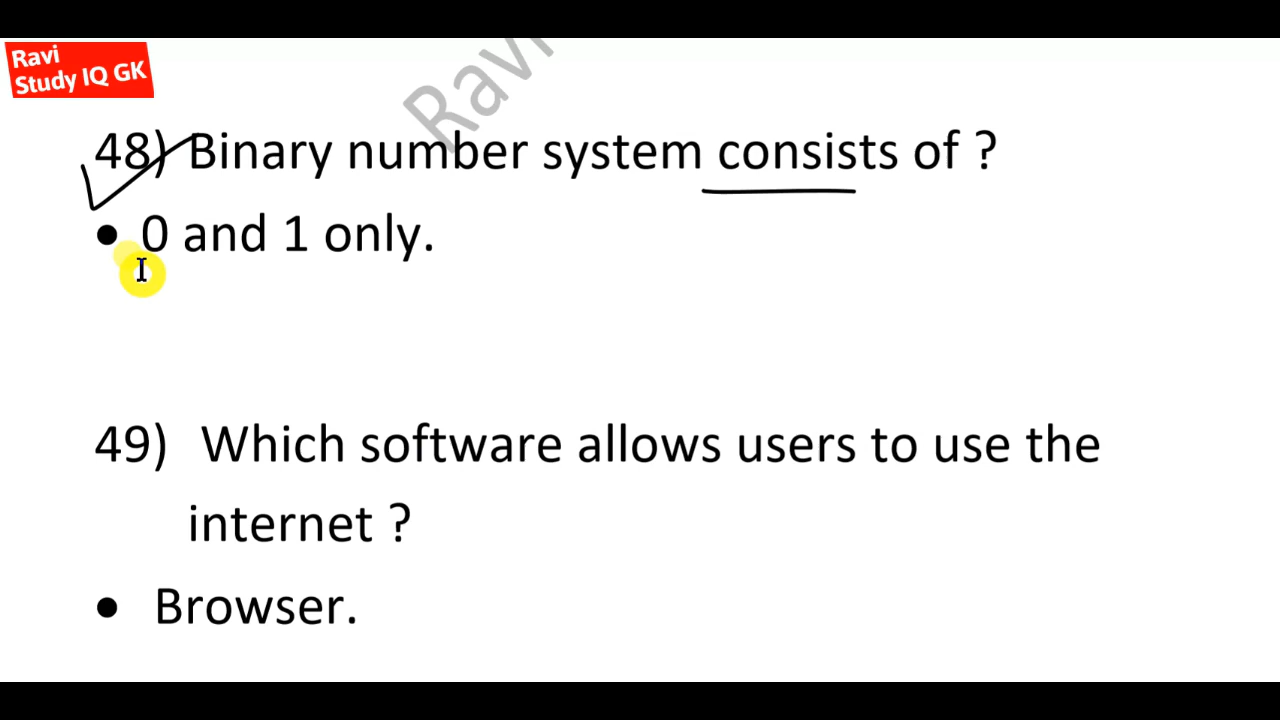 Ravi
Study IQ GK
Ravi
48) Binary number system consists of ?
• 0 and 1 only.
49) Which software allows users to use the
internet ?
• Browser.